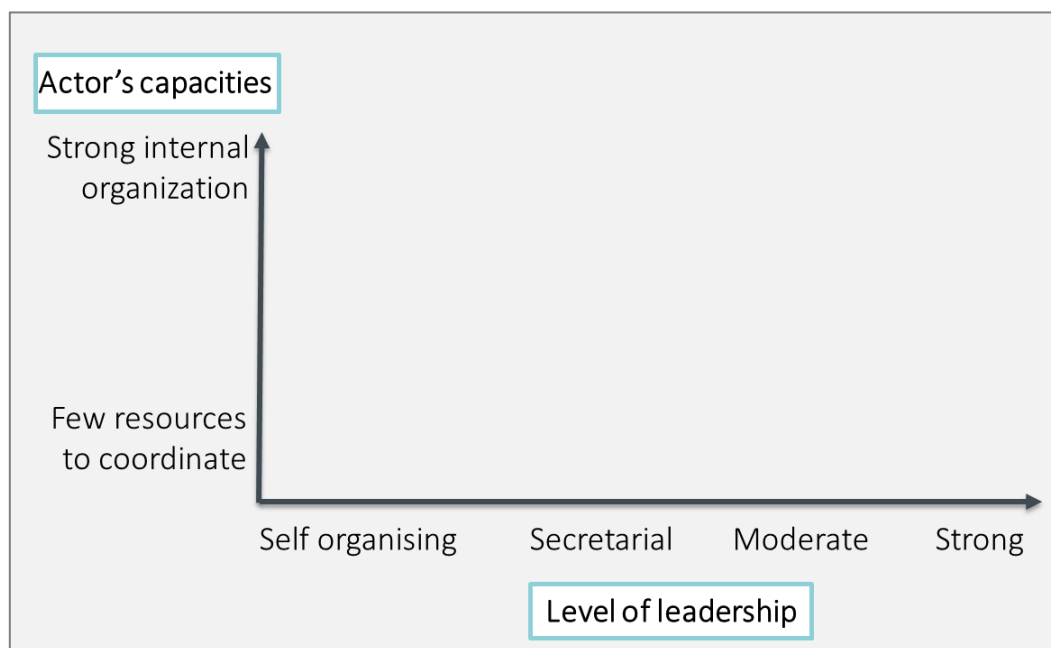 Actor's capacities
Strong internal
organization
Few resources
to coordinate
Self organising Secretarial Moderate Strong
Level of leadership